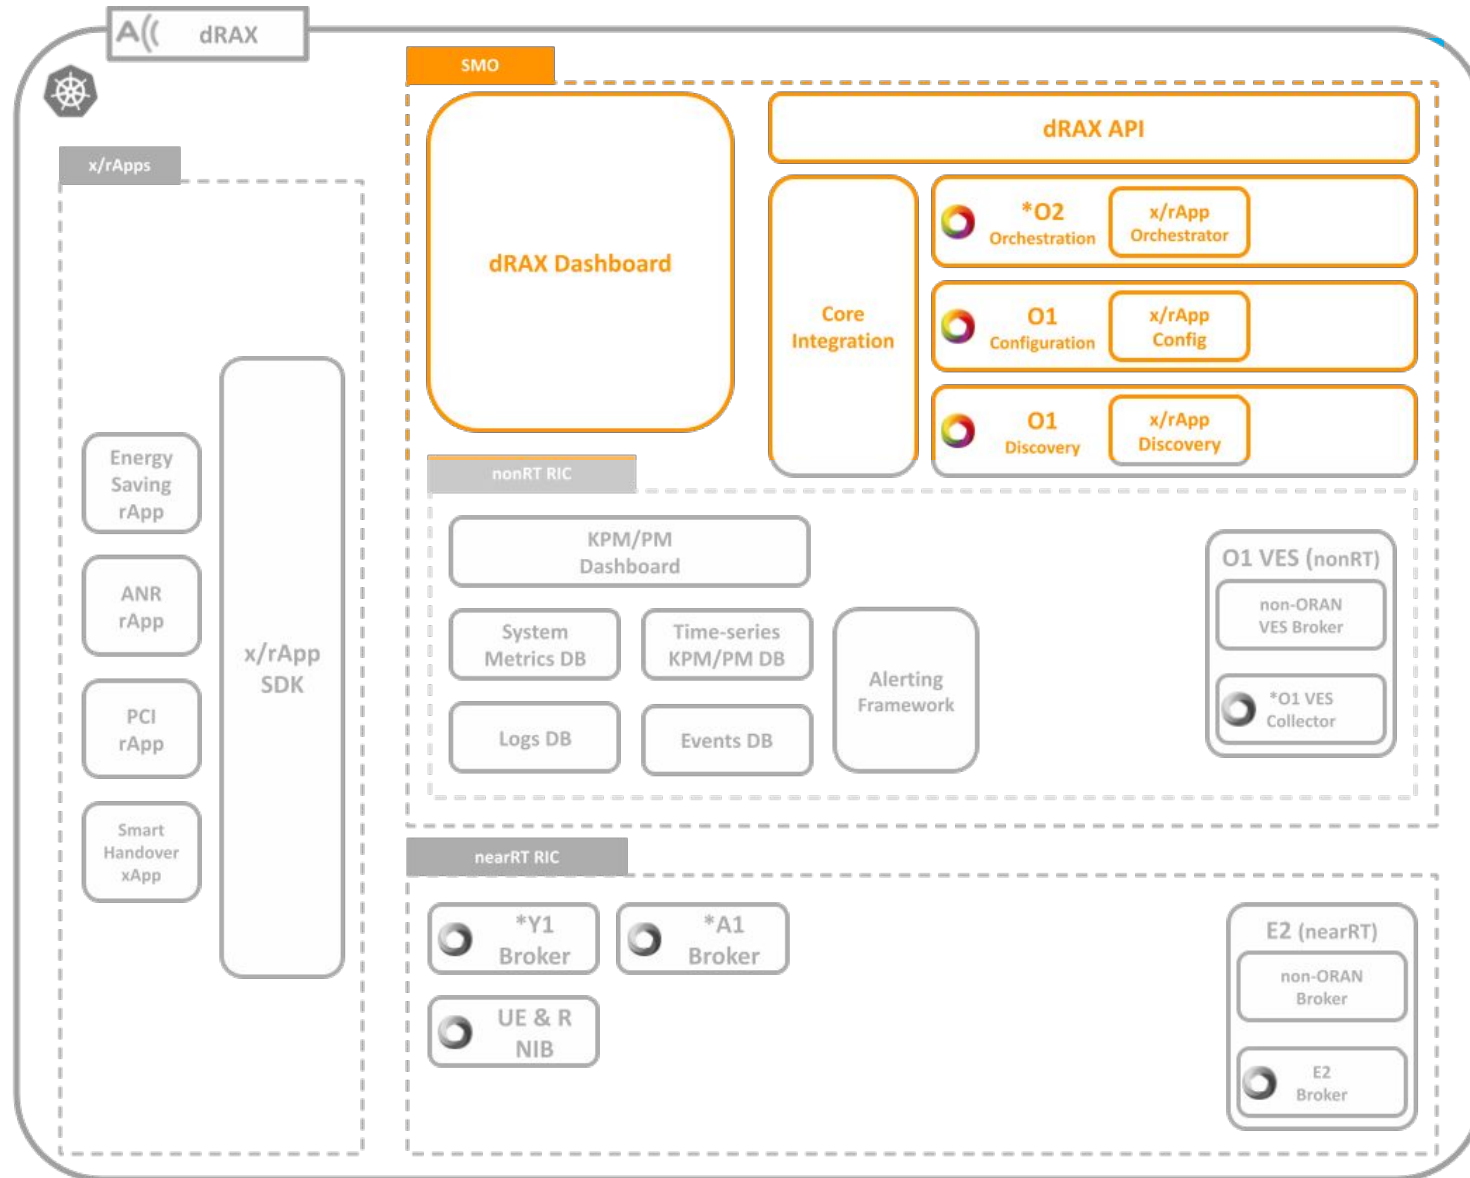 A(( dRAX
SMO
dRAX Dashboard
dRAX API
Core
Integration
*O2
Orchestration
x/rApp
Orchestrator
O1
Configuration
x/rApp
Config
O1
Discovery
x/rApp
Discovery
x/rApps
Energy
Saving
rApp
ANR
rApp
PCI
rApp
Smart
Handover
xApp
x/rApp
SDK
nonRT RIC
KPM/PM
Dashboard
System
Metrics DB
Time-series
KPM/PM DB
Logs DB
Events DB
Alerting
Framework
O1 VES (nonRT)
non-ORAN
VES Broker
*O1 VES
Collector
nearRT RIC
*Y1
Broker
*A1
Broker
UE & R
NIB
E2 (nearRT)
non-ORAN
Broker
E2
Broker